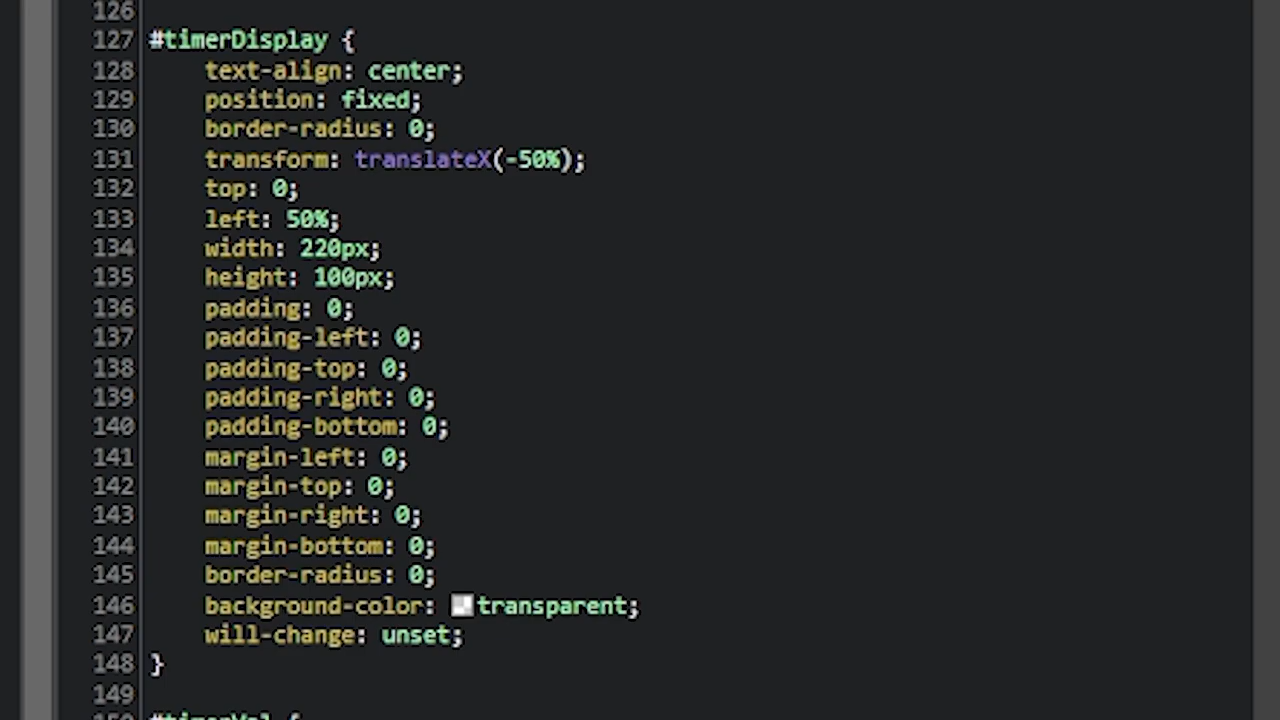 126
127 #timerDisplay {
128 text-align: center;
129 position: fixed;
130 border-radius: 0;
131 transform: translateX(-50%);
132 top: 0;
133 left: 50%;
134 width: 220px;
135 height: 100px;
136 padding: 0;
137 padding-left: 0;
138 padding-top: 0;
139 padding-right: 0;
140 padding-bottom: 0;
141 margin-left: 0;
142 margin-top: 0;
143 margin-right: 0;
144 margin-bottom: 0;
145 border-radius: 0;
146 background-color: transparent;
147 will-change: unset;
148 }
149